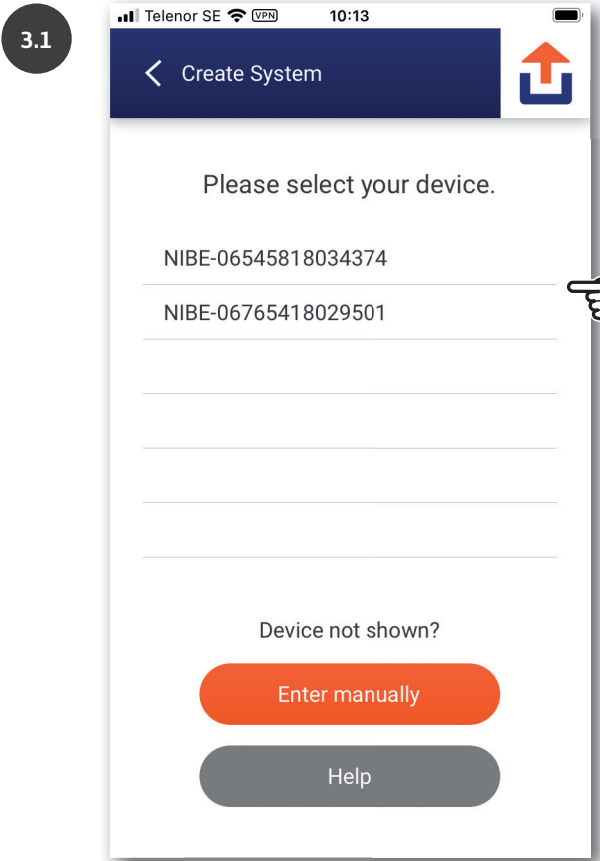 3.1
Telenor SE VPN 10:13
Create System
Please select your device.
NIBE-06545818034374
NIBE-06765418029501
Device not shown?
Enter manually
Help